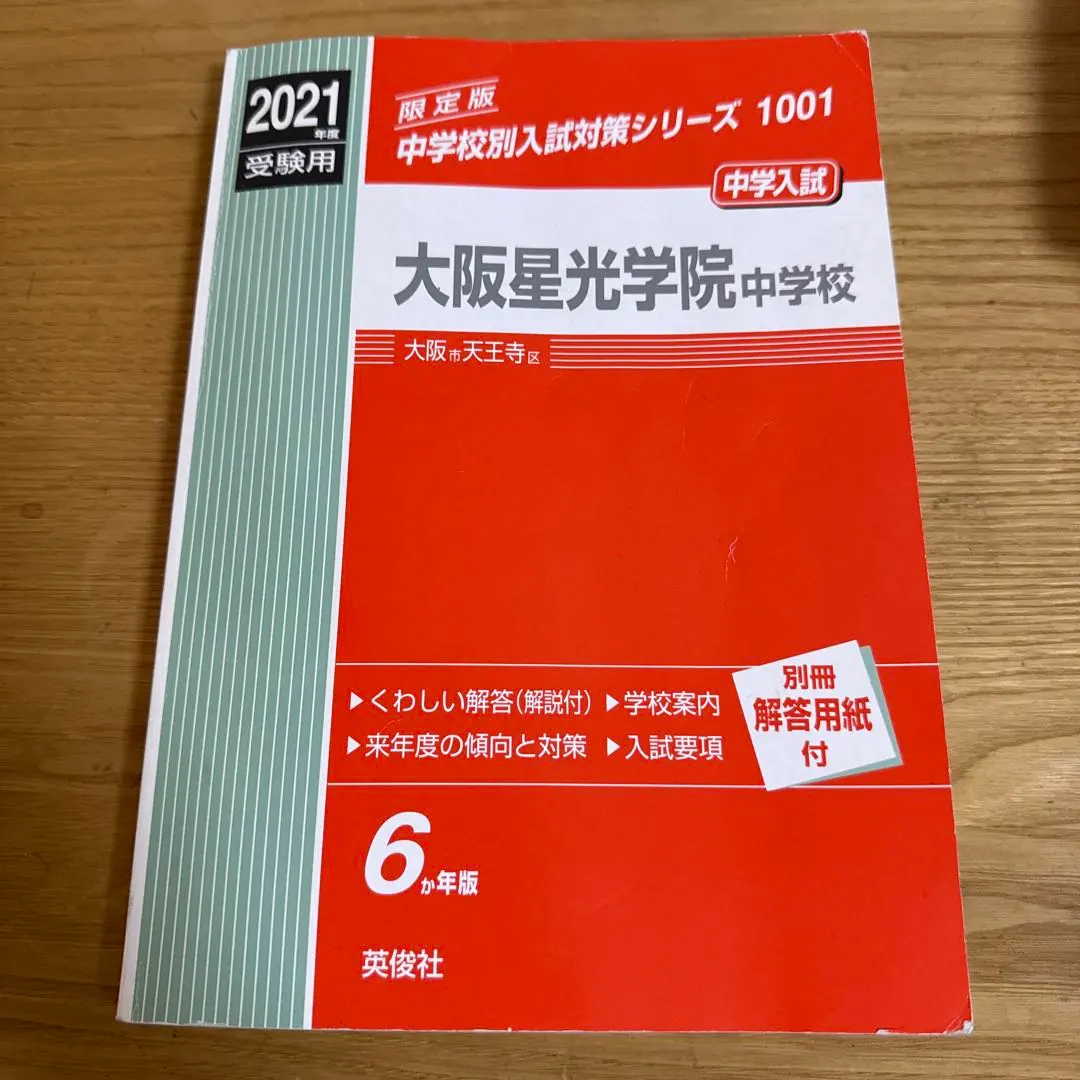 2021
年度
受験用
限定版
中学校別入試対策シリーズ 1001
中学入試
大阪星光学院中学校
大阪市天王寺区
▶くわしい解答(解説付) ▶学校案内
▶来年度の傾向と対策 ▶入試要項
別冊
解答用紙
付
6か年版
英俊社